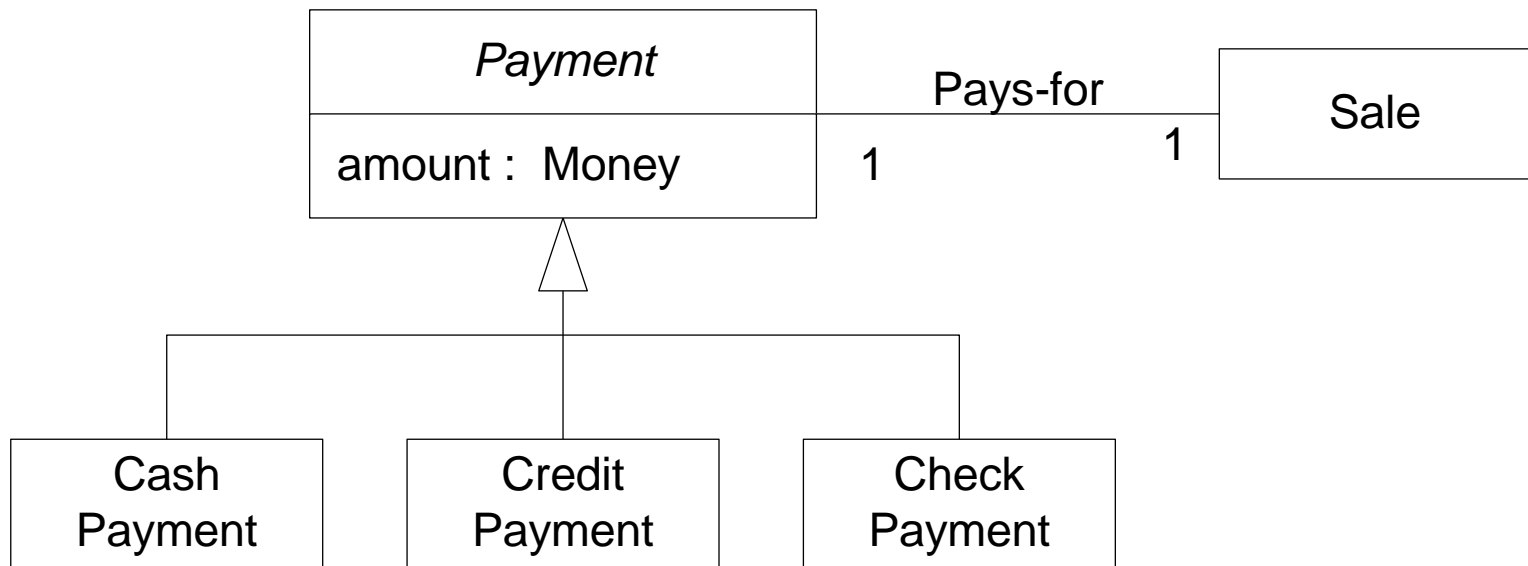 Payment
amount : Money
Pays-for
1
1
Sale
Cash
Payment
Credit
Payment
Check
Payment